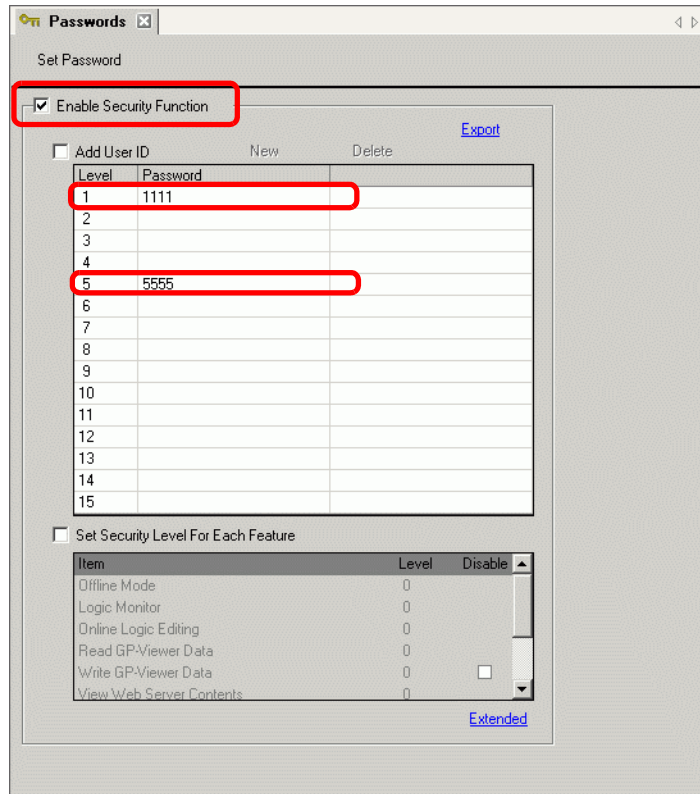 Passwords
Set Password
Enable Security Function
Export
Add User ID New Delete
Level Password
1 1111
2
3
4
5 5555
6
7
8
9
10
11
12
13
14
15
Set Security Level For Each Feature
Item Level Disable
Offline Mode 0
Logic Monitor 0
Online Logic Editing 0
Read GP-Viewer Data 0
Write GP-Viewer Data 0
View Web Server Contents 0
Extended